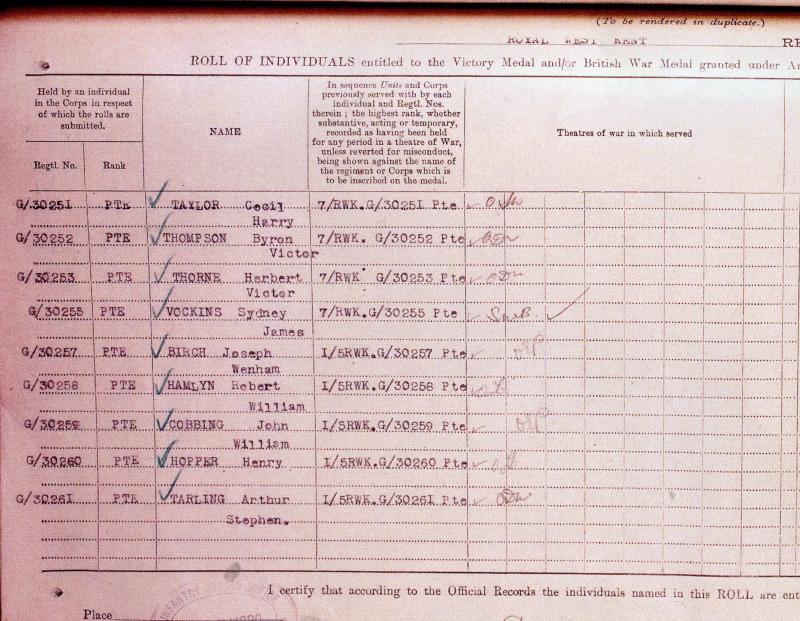 (To be rendered in duplicate.)
ROYAL WEST KENT
ROLL OF INDIVIDUALS entitled to the Victory Medal and/or British War Medal granted under
Held by an individual
in the Corps in respect
of which the rolls are
submitted.
Regtl. No. Rank
NAME
In sequence Units and Corps
previously served with by each
individual and Regtl. Nos.
therein ; the highest rank, whether
substantive, acting or temporary,
recorded as having been held
for any period in a theatre of War,
unless reverted for misconduct,
being shown against the name of
the regiment or Corps which is
to be inscribed on the medal.
Theatres of war in which served
G/30251 PTE TAYLOR Cecil 7/RWK.G/30251 Pte
Harry
G/30252 PTE THOMPSON Byron 7/RWK. G/30252 Pte
Victor
G/30253 PTE THORNE Herbert 7/RWK G/30253 Pte
Victor
G/30255 PTE VOCKINS Sydney 7/RWK.G/30255 Pte
James
G/30257 PTE BIRCH Joseph I/5RWK.G/30257 Pte
Wenham
G/30258 PTE HAMLYN Robert I/5RWK.G/30258 Pte
William
G/30259 PTE COBBING John I/5RWK.G/30259 Pte
William
G/30260 PTE HOPPER Henry I/5RWK.G/30260 Pte
G/30261 PTE TARLING Arthur I/5RWK.G/30261 Pte
Stephen.
I certify that according to the Official Records the individuals named in this ROLL are
Place